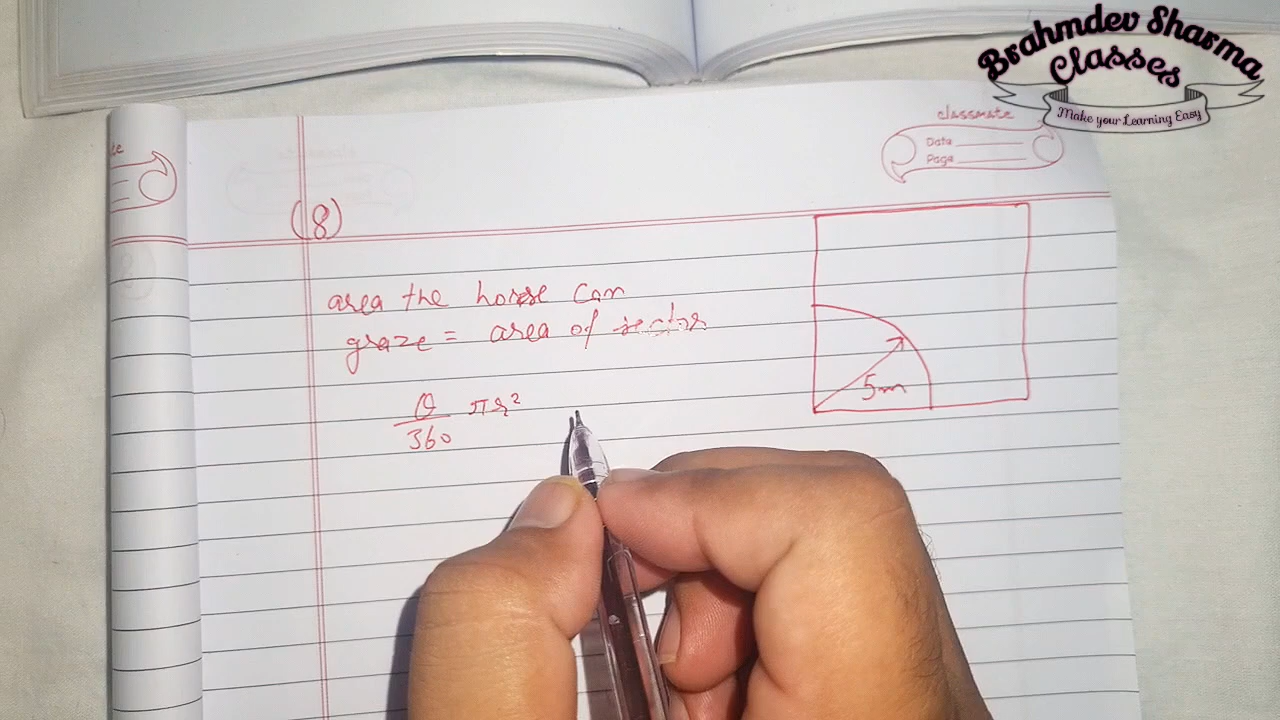 Brahmdev Sharma
Classes
Make your Learning Easy
classmate
Date
Page
te
(8)
area the horse can
graze = area of sector
θ/360 πr²
5m